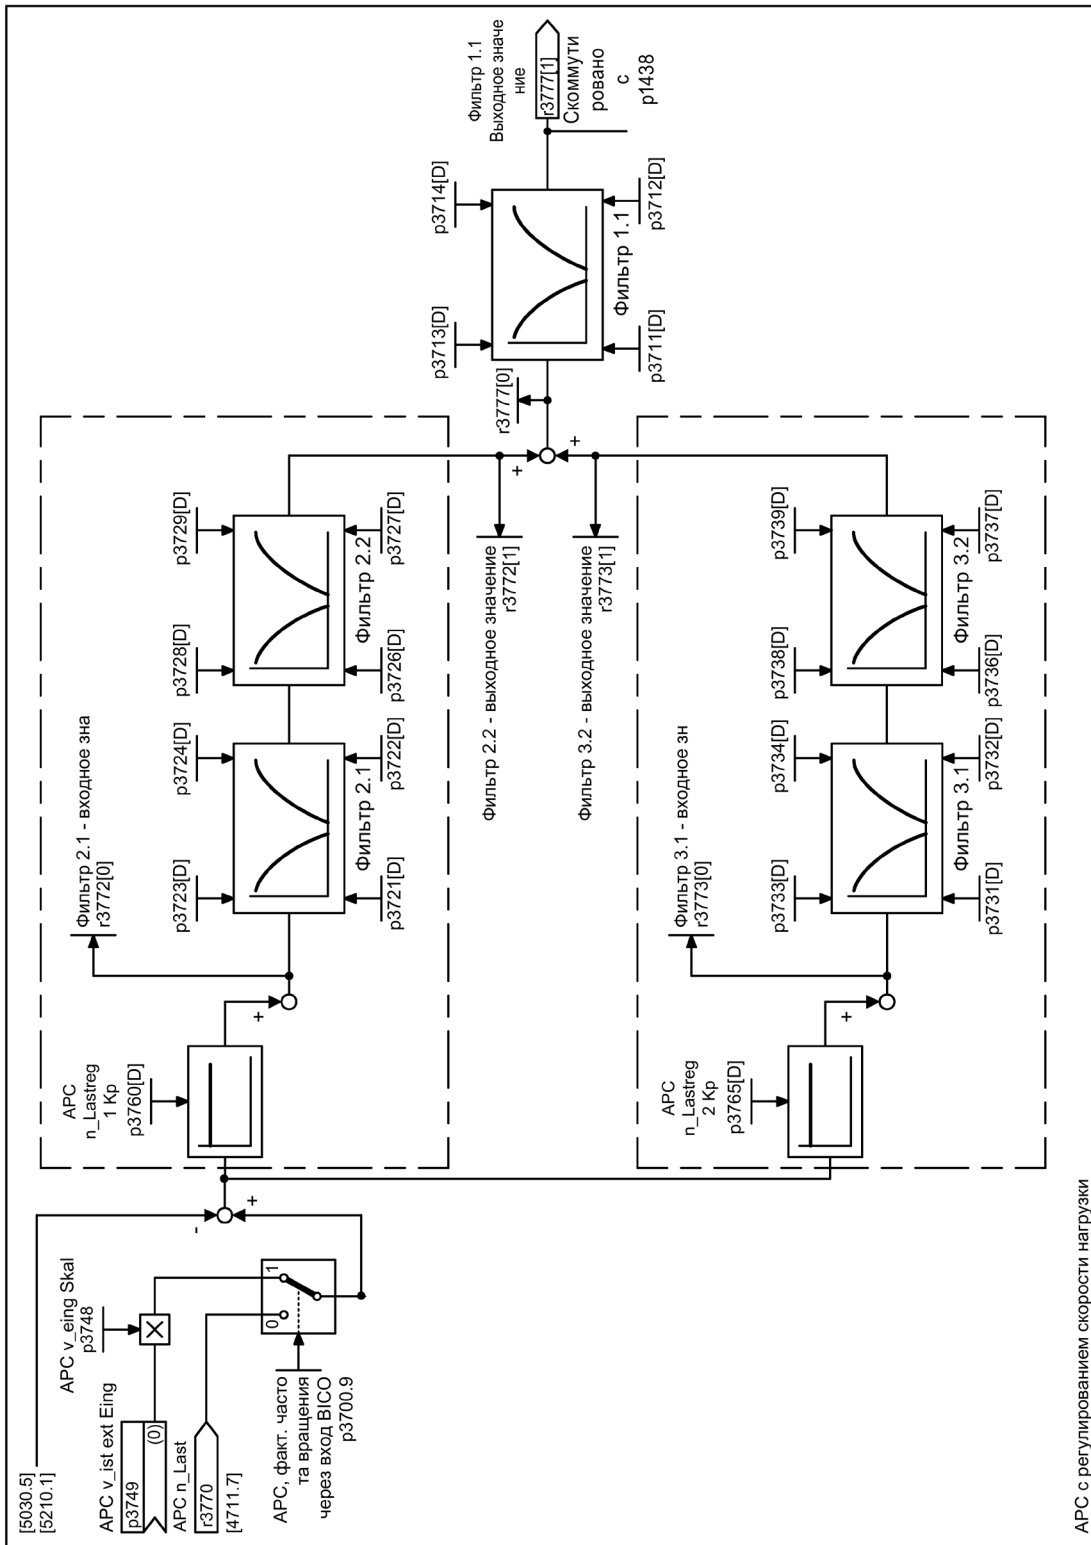 [5030.5]
[5210.1]
APC v_ist ext Eing
p3749
(0)
APC v_eing Skal
p3748
APC n_Last
r3770
[4711.7]
APC, факт. часто
та вращения
через вход BICO
p3700.9
0
1
-
+
APC
n_Lastreg
1 Kp
p3760[D]
+
Фильтр 2.1 - входное зна
r3772[0]
p3723[D]
p3724[D]
p3721[D]
p3722[D]
Фильтр 2.1
p3728[D]
p3729[D]
p3726[D]
p3727[D]
Фильтр 2.2
Фильтр 2.2 - выходное значение
r3772[1]
+
Фильтр 3.2 - выходное значение
r3773[1]
+
APC
n_Lastreg
2 Kp
p3765[D]
+
Фильтр 3.1 - входное зн
r3773[0]
p3733[D]
p3734[D]
p3731[D]
p3732[D]
Фильтр 3.1
p3738[D]
p3739[D]
p3736[D]
p3737[D]
Фильтр 3.2
r3777[0]
p3713[D]
p3714[D]
p3711[D]
p3712[D]
Фильтр 1.1
Фильтр 1.1
Выходное значе
ние
r3777[1]
Скоммути
ровано
с
p1438
APC с регулированием скорости нагрузки